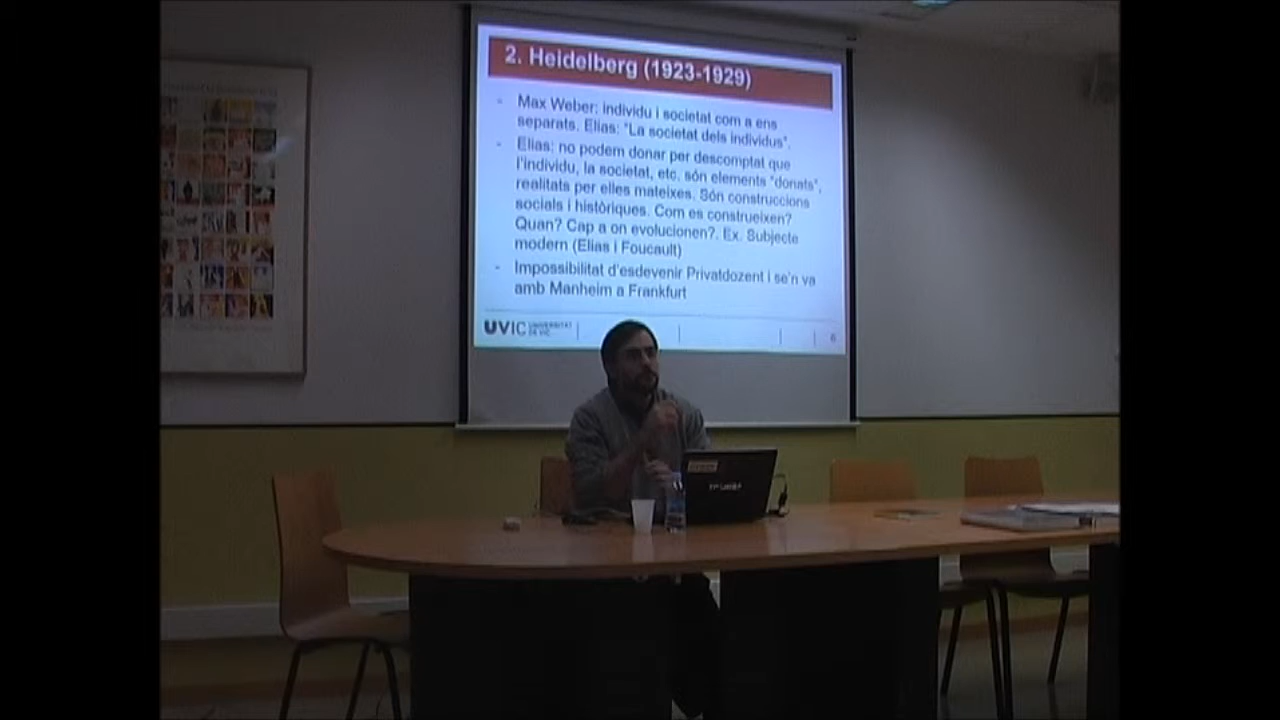 2. Heidelberg (1923-1929)
- Max Weber: individu i societat com a ens
separats. Elias: "La societat dels individus".
- Elias: no podem donar per descomptat que
l'individu, la societat, etc. són elements "donats",
realitats per elles mateixes. Són construccions
socials i històriques. Com es construeixen?
Quan? Cap a on evolucionen?. Ex. Subjecte
modern (Elias i Foucault)
- Impossibilitat d'esdevenir Privatdozent i se'n va
amb Manheim a Frankfurt
UVIC UNIVERSITAT
DE VIC
6